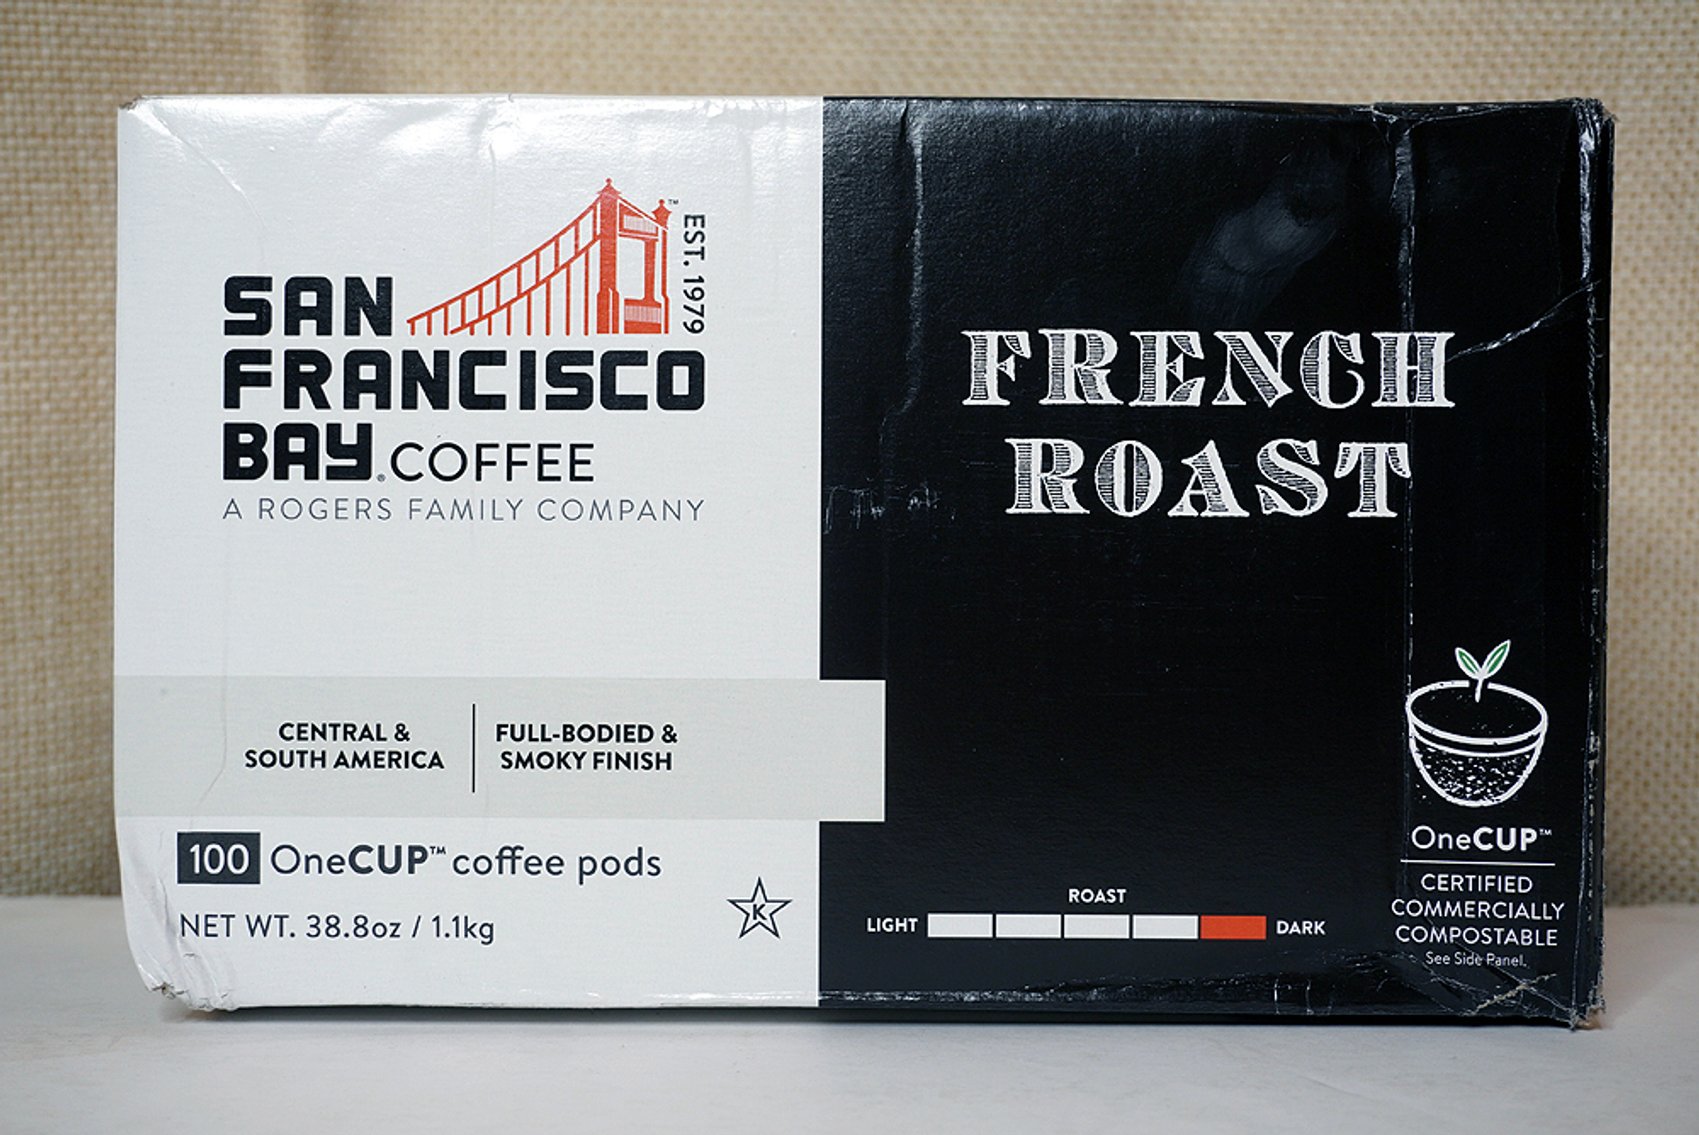 SAN
FRANCISCO
BAY®COFFEE
A ROGERS FAMILY COMPANY
EST. 1979
™
CENTRAL &
SOUTH AMERICA
FULL-BODIED &
SMOKY FINISH
100 OneCUP™ coffee pods
NET WT. 38.8oz / 1.1kg
K
FRENCH
ROAST
ROAST
LIGHT DARK
OneCUP™
CERTIFIED
COMMERCIALLY
COMPOSTABLE
See Side Panel.